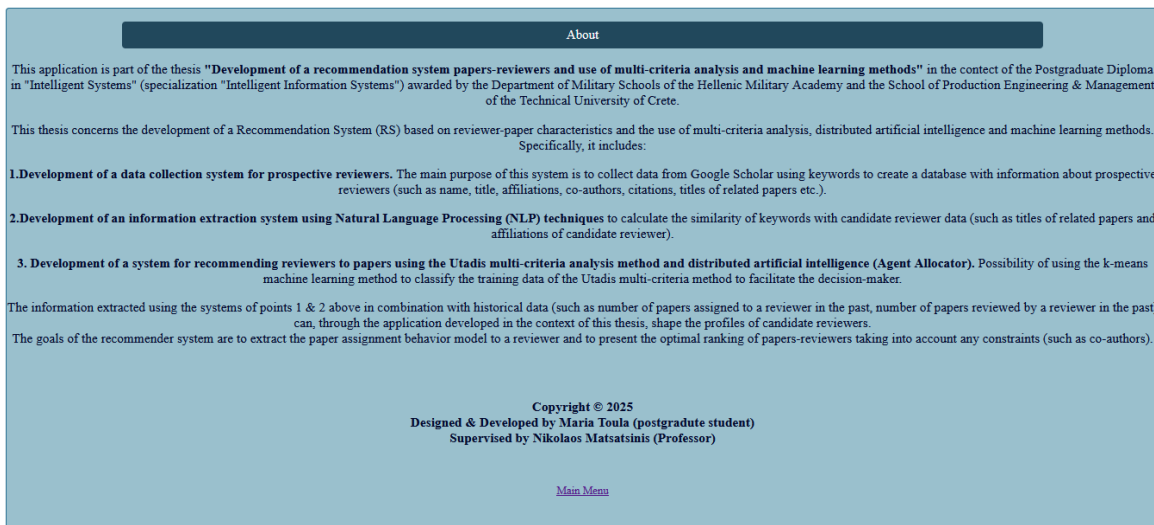 About
This application is part of the thesis "Development of a recommendation system papers-reviewers and use of multi-criteria analysis and machine learning methods" in the contect of the Postgraduate Diploma
in "Intelligent Systems" (specialization "Intelligent Information Systems") awarded by the Department of Military Schools of the Hellenic Military Academy and the School of Production Engineering & Management
of the Technical University of Crete.
This thesis concerns the development of a Recommendation System (RS) based on reviewer-paper characteristics and the use of multi-criteria analysis, distributed artificial intelligence and machine learning methods.
Specifically, it includes:
1.Development of a data collection system for prospective reviewers. The main purpose of this system is to collect data from Google Scholar using keywords to create a database with information about prospective
reviewers (such as name, title, affiliations, co-authors, citations, titles of related papers etc.).
2.Development of an information extraction system using Natural Language Processing (NLP) techniques to calculate the similarity of keywords with candidate reviewer data (such as titles of related papers and
affiliations of candidate reviewer).
3. Development of a system for recommending reviewers to papers using the Utadis multi-criteria analysis method and distributed artificial intelligence (Agent Allocator). Possibility of using the k-means
machine learning method to classify the training data of the Utadis multi-criteria method to facilitate the decision-maker.
The information extracted using the systems of points 1 & 2 above in combination with historical data (such as number of papers assigned to a reviewer in the past, number of papers reviewed by a reviewer in the past)
can, through the application developed in the context of this thesis, shape the profiles of candidate reviewers.
The goals of the recommender system are to extract the paper assignment behavior model to a reviewer and to present the optimal ranking of papers-reviewers taking into account any constraints (such as co-authors).
Copyright © 2025
Designed & Developed by Maria Toula (postgradute student)
Supervised by Nikolaos Matsatsinis (Professor)
Main Menu